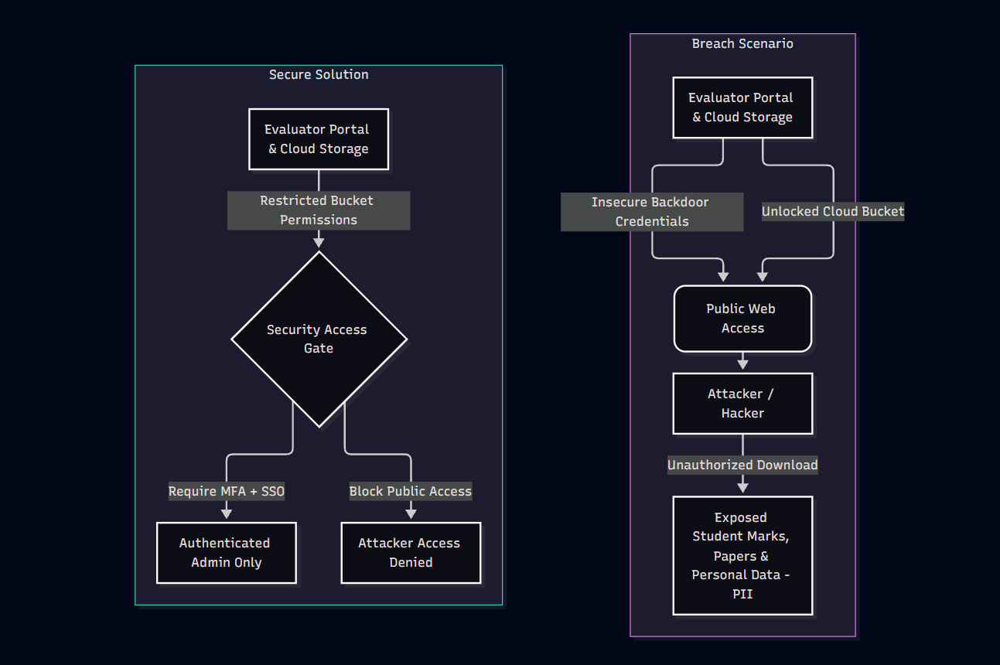 Secure Solution
Evaluator Portal
& Cloud Storage
Restricted Bucket
Permissions
Security Access
Gate
Require MFA + SSO
Block Public Access
Authenticated
Admin Only
Attacker Access
Denied
Breach Scenario
Evaluator Portal
& Cloud Storage
Insecure Backdoor
Credentials
Unlocked Cloud Bucket
Public Web
Access
Attacker /
Hacker
Unauthorized Download
Exposed
Student Marks,
Papers &
Personal Data -
PII